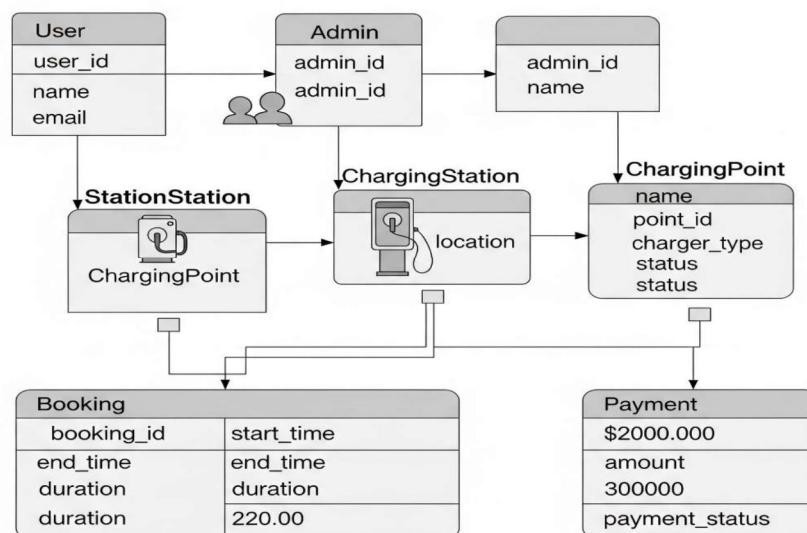 User
user_id
name
email
Admin
admin_id
admin_id
admin_id
name
StationStation
ChargingPoint
ChargingStation
location
ChargingPoint
name
point_id
charger_type
status
status
Booking
booking_id start_time
end_time end_time
duration duration
duration 220.00
Payment
$2000.000
amount
300000
payment_status